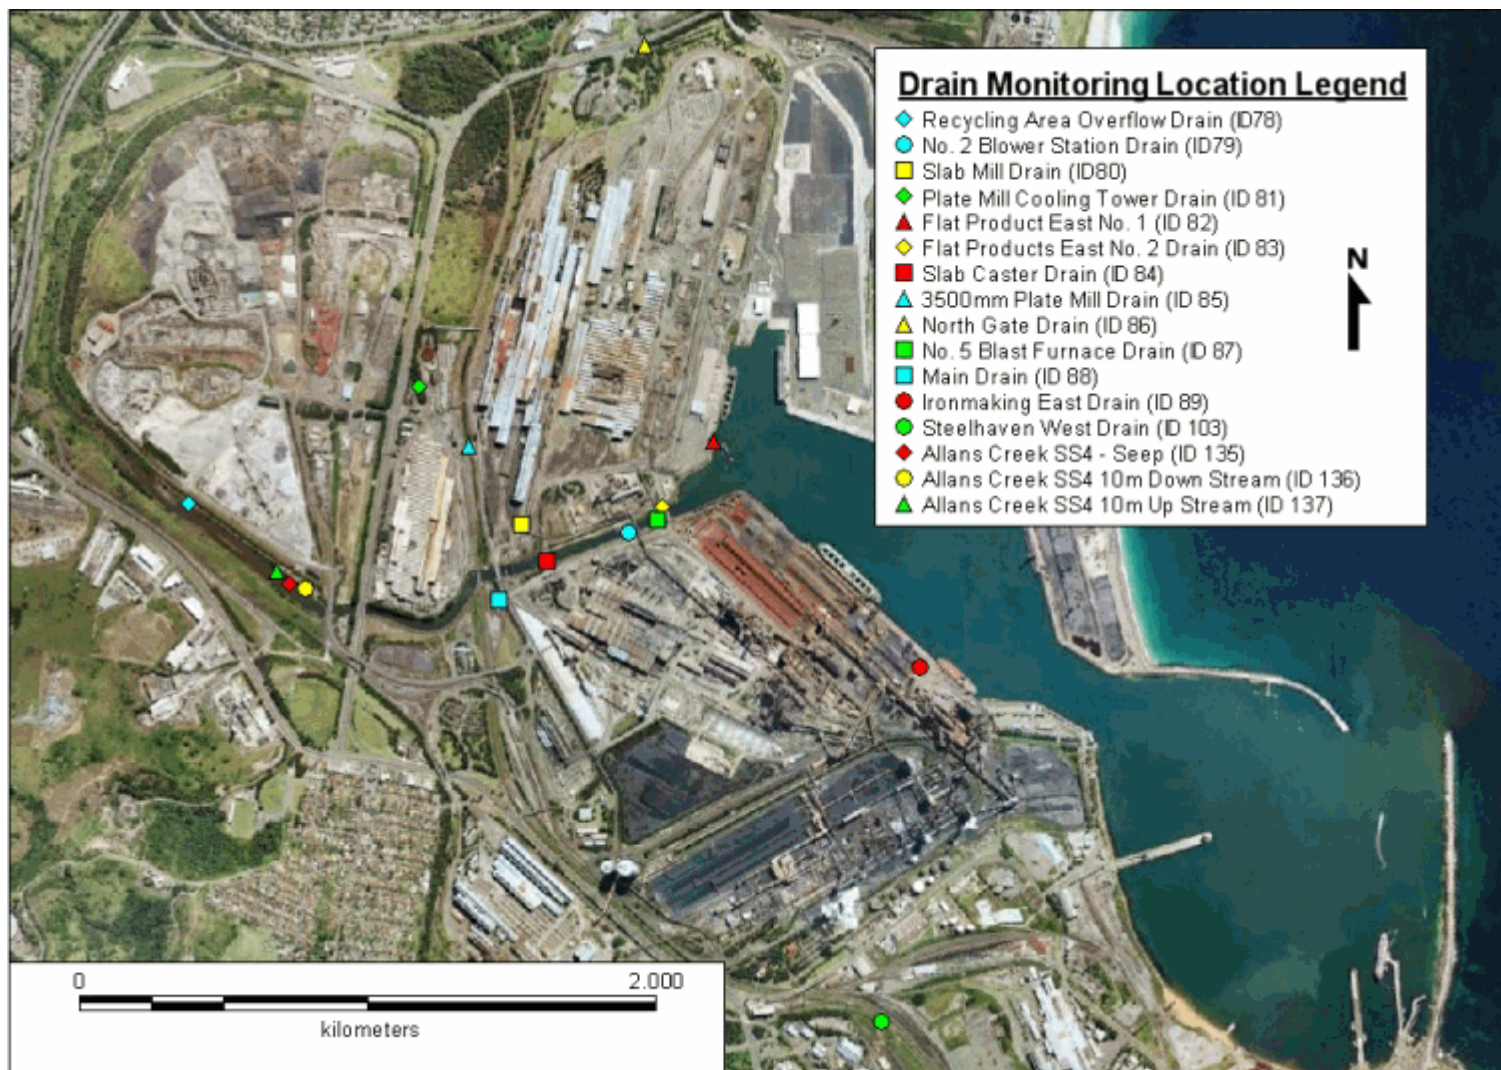 Drain Monitoring Location Legend
Recycling Area Overflow Drain (ID78)
No. 2 Blower Station Drain (ID79)
Slab Mill Drain (ID80)
Plate Mill Cooling Tower Drain (ID 81)
Flat Product East No. 1 (ID 82)
Flat Products East No. 2 Drain (ID 83)
Slab Caster Drain (ID 84)
3500mm Plate Mill Drain (ID 85)
North Gate Drain (ID 86)
No. 5 Blast Furnace Drain (ID 87)
Main Drain (ID 88)
Ironmaking East Drain (ID 89)
Steelhaven West Drain (ID 103)
Allans Creek SS4 - Seep (ID 135)
Allans Creek SS4 10m Down Stream (ID 136)
Allans Creek SS4 10m Up Stream (ID 137)
N
0 2.000
kilometers